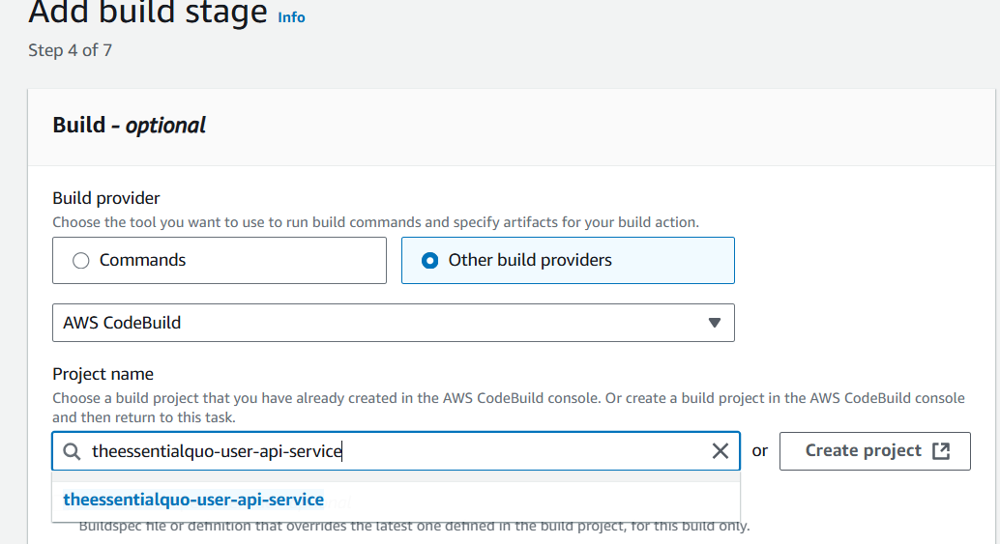 Add build stage Info
Step 4 of 7
Build - optional
Build provider
Choose the tool you want to use to run build commands and specify artifacts for your build action.
Commands
Other build providers
AWS CodeBuild
Project name
Choose a build project that you have already created in the AWS CodeBuild console. Or create a build project in the AWS CodeBuild console
and then return to this task.
theessentialquo-user-api-service
or
Create project
theessentialquo-user-api-service
Buildspec file or definition that overrides the latest one defined in the build project, for this build only.